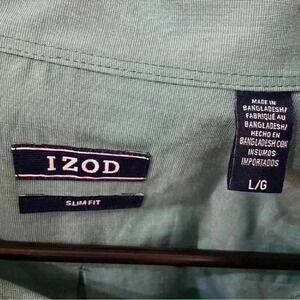 IZOD
SLIM FIT
MADE IN
BANGLADESH/
FABRIQUÉ AU
BANGLADESH/
HECHO EN
BANGLADESH CON
INSUMOS
IMPORTADOS
L/G